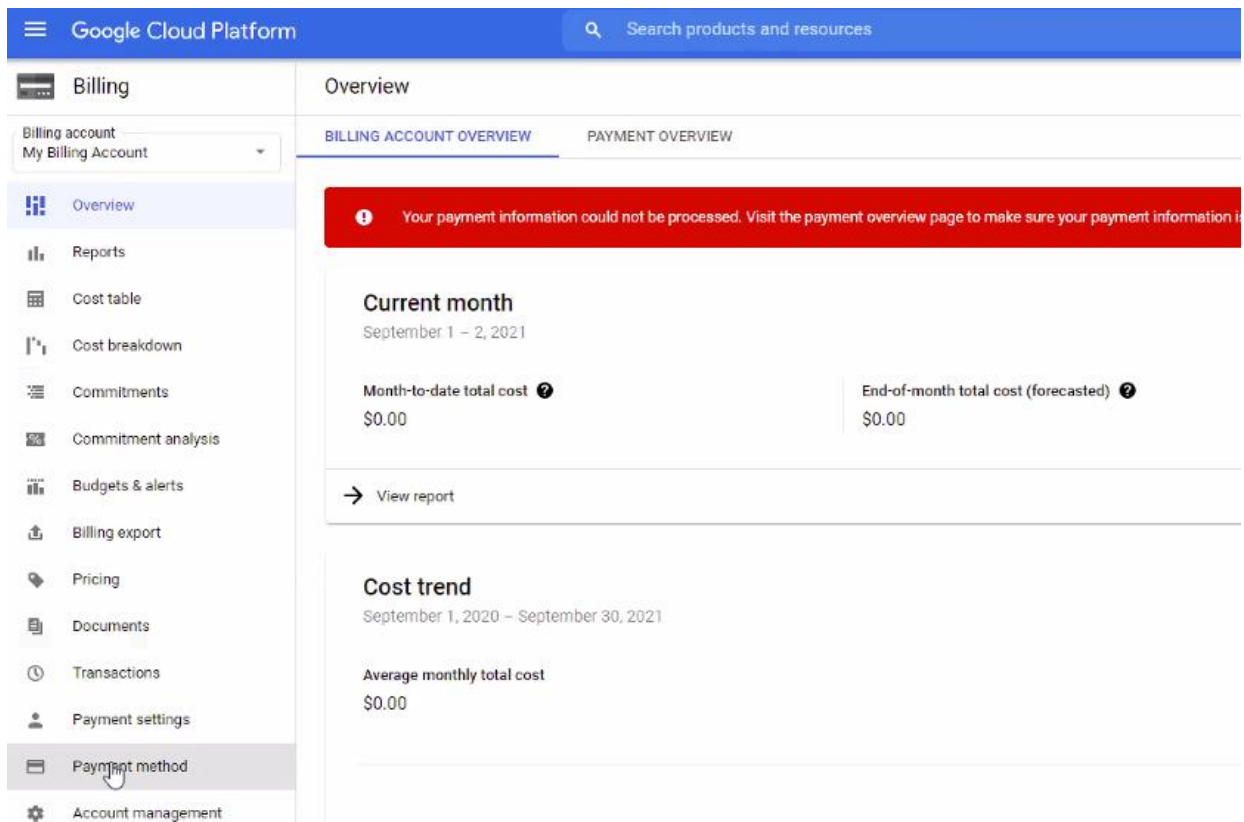 Google Cloud Platform
Search products and resources
Billing
Overview
Billing account
My Billing Account
BILLING ACCOUNT OVERVIEW PAYMENT OVERVIEW
Overview
Your payment information could not be processed. Visit the payment overview page to make sure your payment information is
Reports
Cost table
Cost breakdown
Commitments
Commitment analysis
Budgets & alerts
Billing export
Pricing
Documents
Transactions
Payment settings
Payment method
Account management
Current month
September 1 – 2, 2021
Month-to-date total cost
$0.00
End-of-month total cost (forecasted)
$0.00
View report
Cost trend
September 1, 2020 – September 30, 2021
Average monthly total cost
$0.00